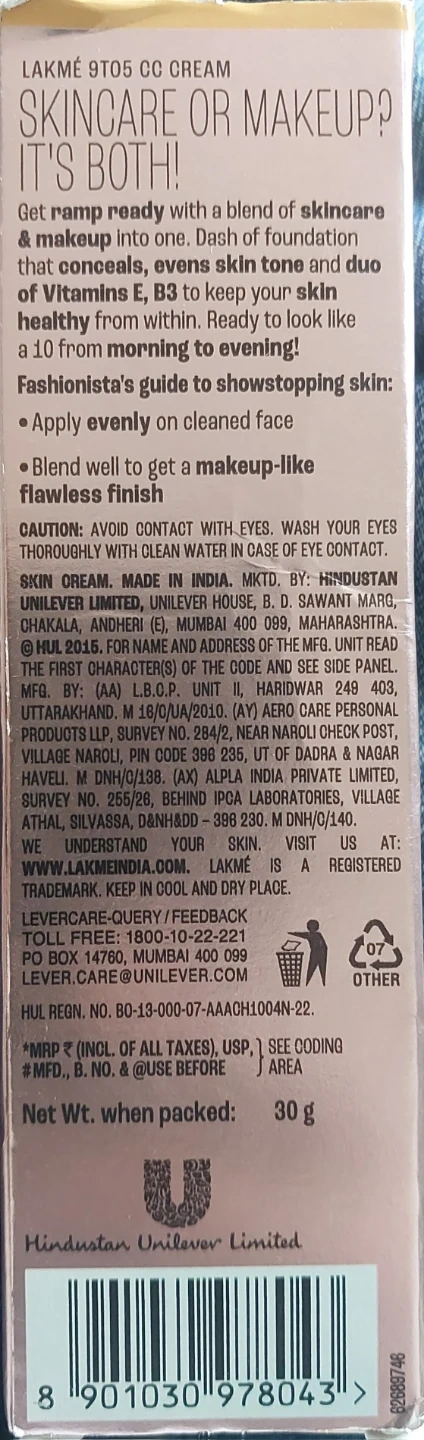 LAKMÉ 9TO5 CC CREAM
SKINCARE OR MAKEUP?
IT'S BOTH!
Get ramp ready with a blend of skincare
& makeup into one. Dash of foundation
that conceals, evens skin tone and duo
of Vitamins E, B3 to keep your skin
healthy from within. Ready to look like
a 10 from morning to evening!
Fashionista's guide to showstopping skin:
• Apply evenly on cleaned face
• Blend well to get a makeup-like
flawless finish
CAUTION: AVOID CONTACT WITH EYES. WASH YOUR EYES
THOROUGHLY WITH CLEAN WATER IN CASE OF EYE CONTACT.
SKIN CREAM. MADE IN INDIA. MKTD. BY: HINDUSTAN
UNILEVER LIMITED, UNILEVER HOUSE, B. D. SAWANT MARG,
CHAKALA, ANDHERI (E), MUMBAI 400 099, MAHARASHTRA.
© HUL 2015. FOR NAME AND ADDRESS OF THE MFG. UNIT READ
THE FIRST CHARACTER(S) OF THE CODE AND SEE SIDE PANEL.
MFG. BY: (AA) L.B.C.P. UNIT II, HARIDWAR 249 403,
UTTARAKHAND. M 16/C/UA/2010. (AY) AERO CARE PERSONAL
PRODUCTS LLP, SURVEY NO. 284/2, NEAR NAROLI CHECK POST,
VILLAGE NAROLI, PIN CODE 396 235, UT OF DADRA & NAGAR
HAVELI. M DNH/C/138. (AX) ALPLA INDIA PRIVATE LIMITED,
SURVEY NO. 255/26, BEHIND IPCA LABORATORIES, VILLAGE
ATHAL, SILVASSA, D&NH&DD – 396 230. M DNH/C/140.
WE UNDERSTAND YOUR SKIN. VISIT US AT:
WWW.LAKMEINDIA.COM. LAKMÉ IS A REGISTERED
TRADEMARK. KEEP IN COOL AND DRY PLACE.
LEVERCARE-QUERY / FEEDBACK
TOLL FREE: 1800-10-22-221
PO BOX 14760, MUMBAI 400 099
LEVER.CARE@UNILEVER.COM
07
OTHER
HUL REGN. NO. BO-13-000-07-AAACH1004N-22.
*MRP ₹ (INCL. OF ALL TAXES), USP, } SEE CODING
#MFD., B. NO. & @USE BEFORE } AREA
Net Wt. when packed: 30 g
Hindustan Unilever Limited
8 901030 978043 >
62689746